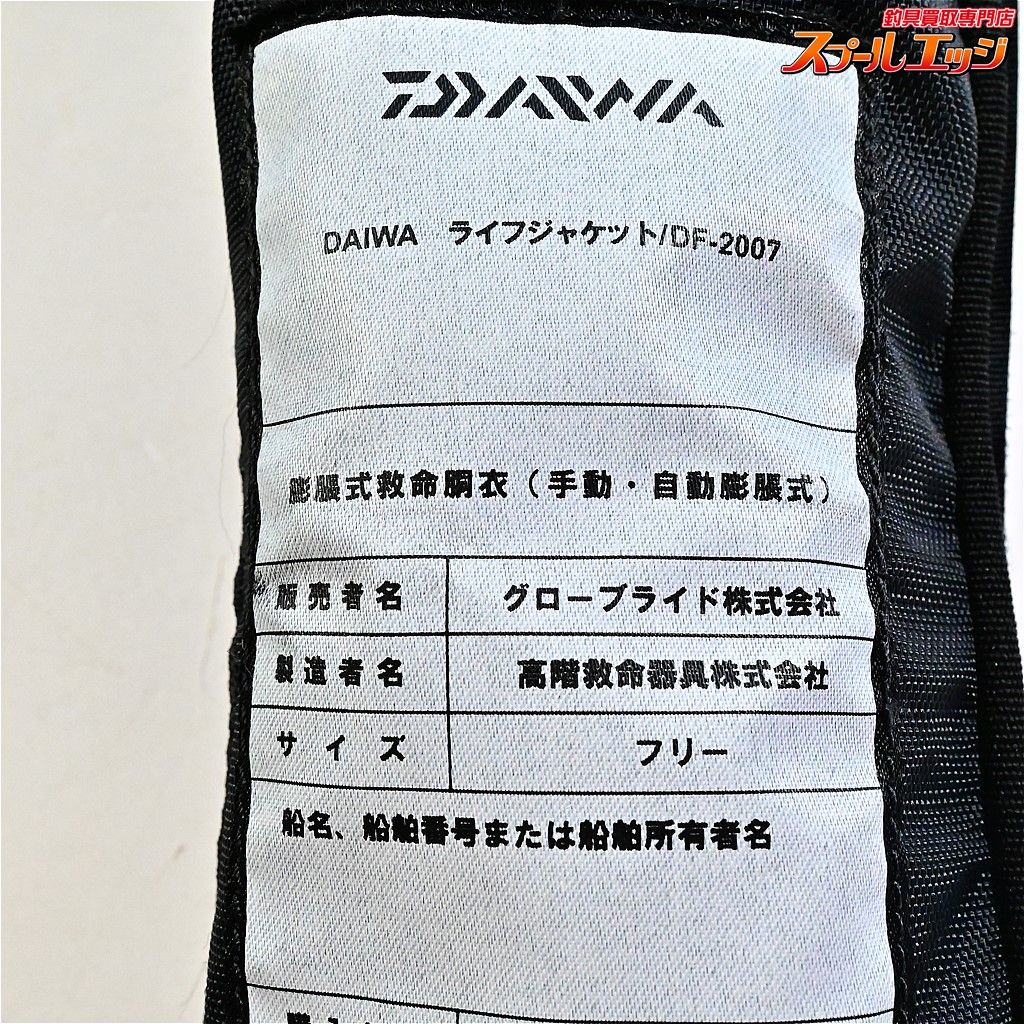 釣具買取専門店
スプールエッジ
DAIWA
DAIWA ライフジャケット/DF-2007
膨脹式救命胴衣（手動・自動膨脹式）
販売者名 グローブライド株式会社
製造者名 高階救命器具株式会社
サイズ フリー
船名、船舶番号または船舶所有者名